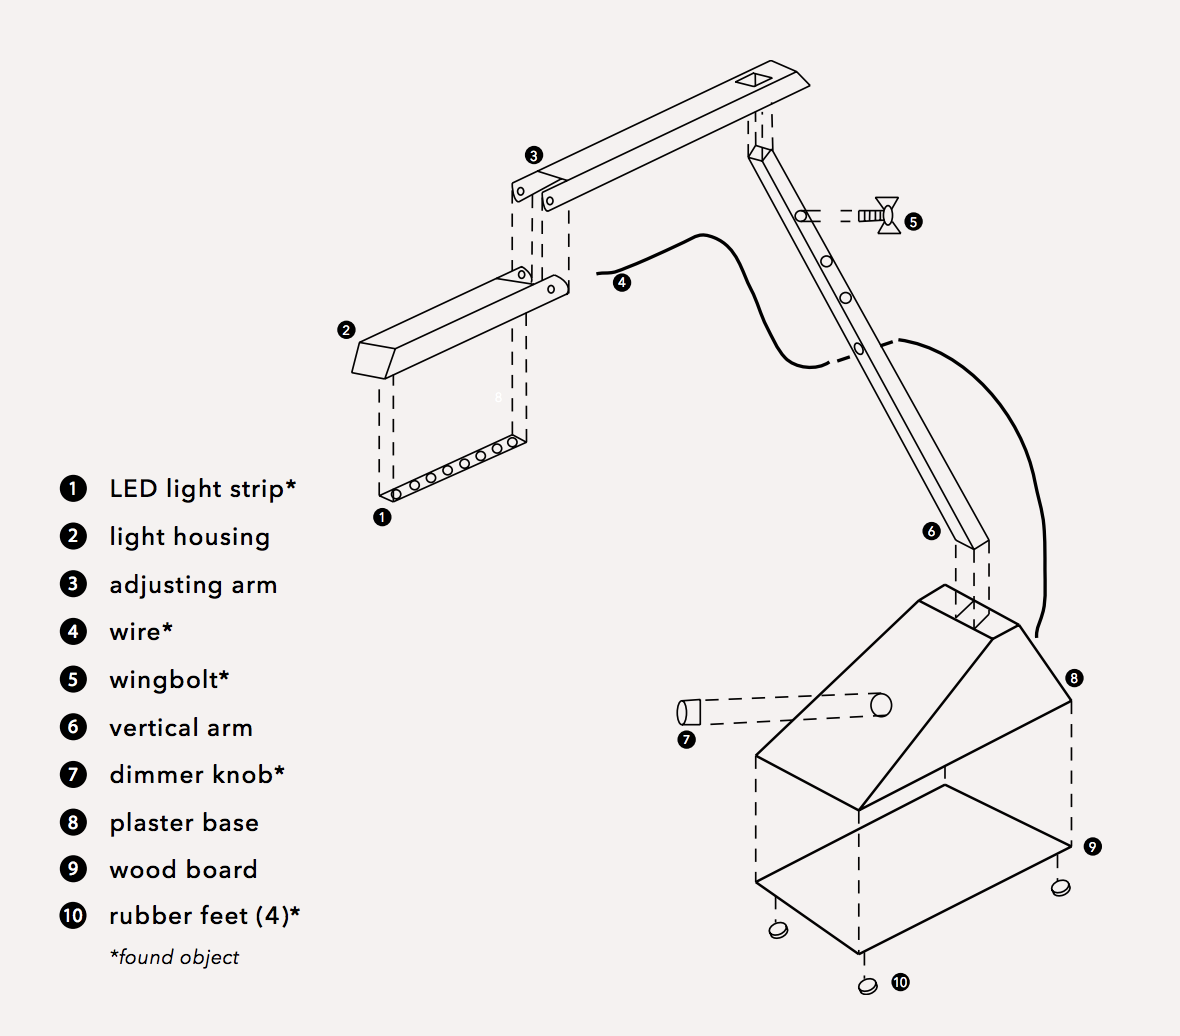 3
5
4
2
8
1
6
8
7
9
10
1 LED light strip*
2 light housing
3 adjusting arm
4 wire*
5 wingbolt*
6 vertical arm
7 dimmer knob*
8 plaster base
9 wood board
10 rubber feet (4)*
*found object